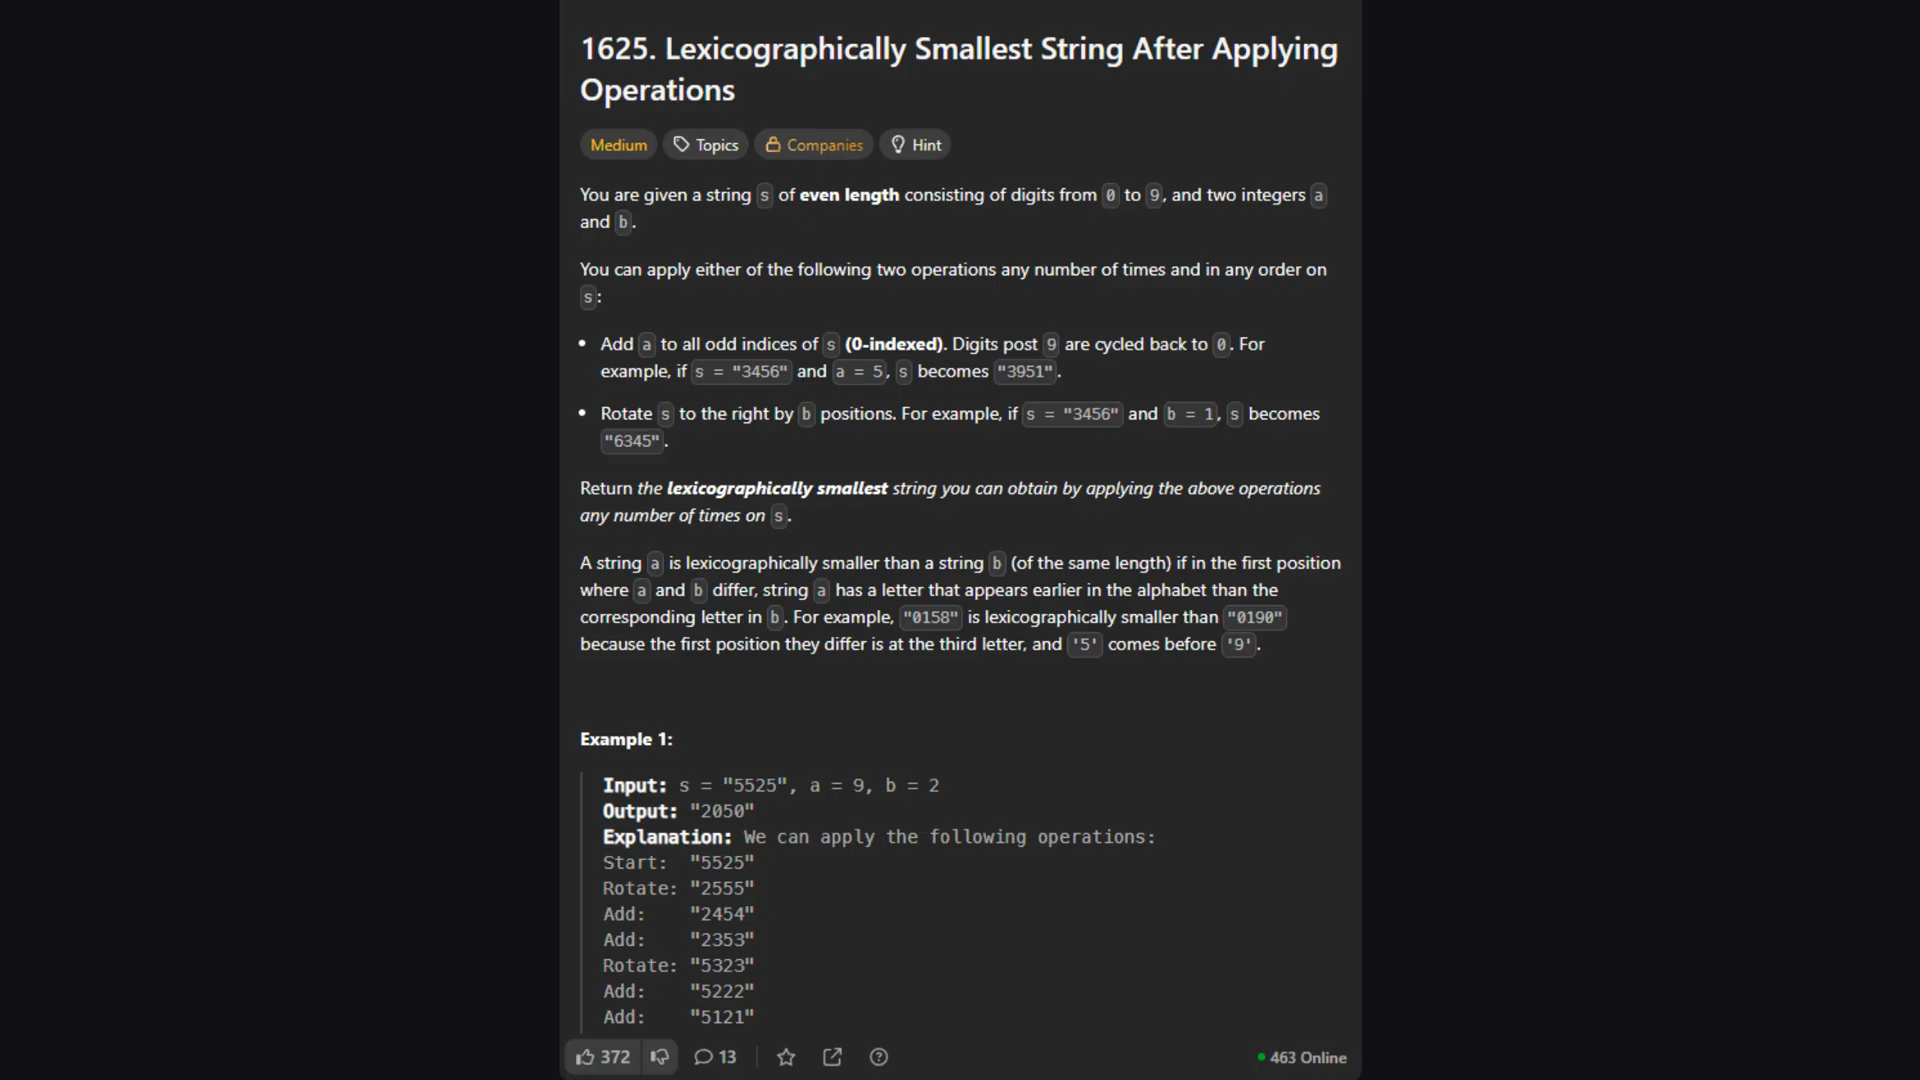 1625. Lexicographically Smallest String After Applying
Operations
Medium Topics Companies Hint
You are given a string s of even length consisting of digits from 0 to 9, and two integers a
and b.
You can apply either of the following two operations any number of times and in any order on
s:
• Add a to all odd indices of s (0-indexed). Digits post 9 are cycled back to 0. For
example, if s = "3456" and a = 5, s becomes "3951".
• Rotate s to the right by b positions. For example, if s = "3456" and b = 1, s becomes
"6345".
Return the lexicographically smallest string you can obtain by applying the above operations
any number of times on s.
A string a is lexicographically smaller than a string b (of the same length) if in the first position
where a and b differ, string a has a letter that appears earlier in the alphabet than the
corresponding letter in b. For example, "0158" is lexicographically smaller than "0190"
because the first position they differ is at the third letter, and '5' comes before '9'.
Example 1:
Input: s = "5525", a = 9, b = 2
Output: "2050"
Explanation: We can apply the following operations:
Start: "5525"
Rotate: "2555"
Add: "2454"
Add: "2353"
Rotate: "5323"
Add: "5222"
Add: "5121"
372 13 463 Online